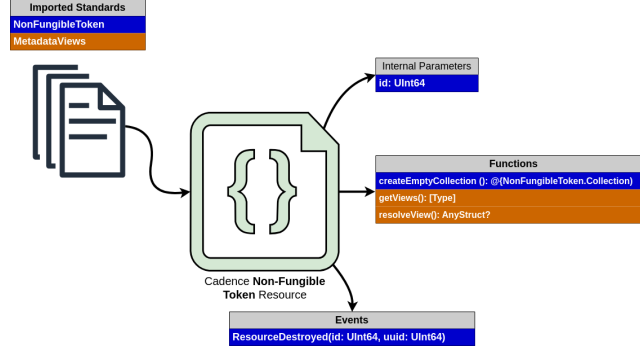 Imported Standards
NonFungibleToken
MetadataViews
Internal Parameters
id: UInt64
Functions
createEmptyCollection (): @{NonFungibleToken.Collection)
getViews(): [Type]
resolveView(): AnyStruct?
{ }
Cadence Non-Fungible
Token Resource
Events
ResourceDestroyed(id: UInt64, uuid: UInt64)